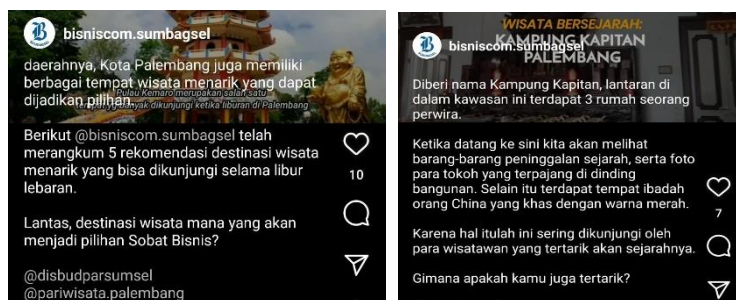 bisniscom.sumbagsel
daerahnya, Kota Palembang juga memiliki
berbagai tempat wisata menarik yang dapat
dijadikan pilihan.
Pulau Kemaro merupakan salah satu
banyak dikunjungi ketika liburan di Palembang
Berikut @bisniscom.sumbagsel telah
merangkum 5 rekomendasi destinasi wisata
menarik yang bisa dikunjungi selama libur
lebaran.
10
Lantas, destinasi wisata mana yang akan
menjadi pilihan Sobat Bisnis?
@disbudparsumsel
@pariwisata.palembang
WISATA BERSEJARAH:
KAMPUNG KAPITAN
PALEMBANG
bisniscom.sumbagsel
Diberi nama Kampung Kapitan, lantaran di
dalam kawasan ini terdapat 3 rumah seorang
perwira.
Ketika datang ke sini kita akan melihat
barang-barang peninggalan sejarah, serta foto
para tokoh yang terpajang di dinding
bangunan. Selain itu terdapat tempat ibadah
orang China yang khas dengan warna merah.
7
Karena hal itulah ini sering dikunjungi oleh
para wisatawan yang tertarik akan sejarahnya.
Gimana apakah kamu juga tertarik?